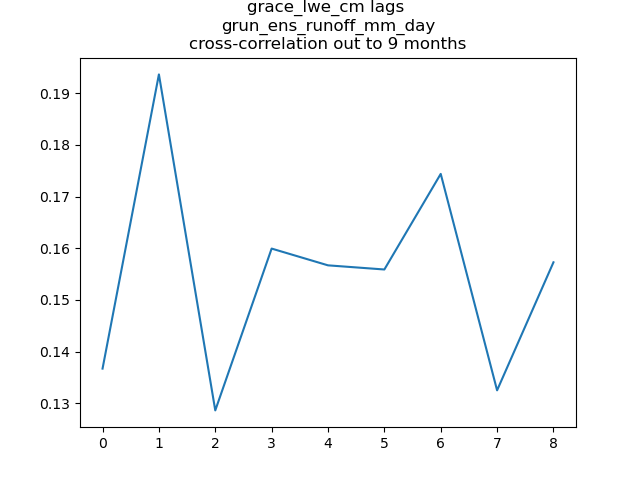 grace_lwe_cm lags
grun_ens_runoff_mm_day
cross-correlation out to 9 months
0.19
0.18
0.17
0.16
0.15
0.14
0.13
0 1 2 3 4 5 6 7 8